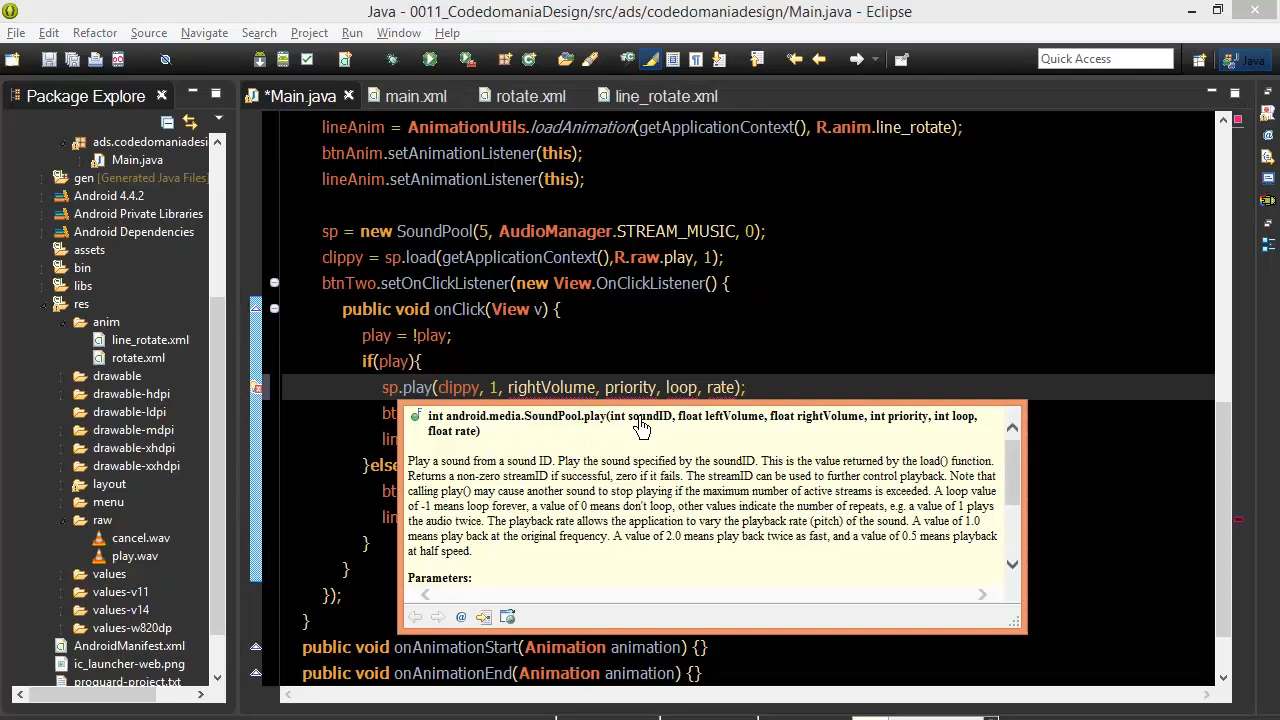 Java - 0011_CodedomaniaDesign/src/ads/codedomaniadesign/Main.java - Eclipse
File Edit Refactor Source Navigate Search Project Run Window Help
Quick Access
Java
Package Explore
*Main.java
main.xml
rotate.xml
line_rotate.xml
ads.codedomaniadesi
Main.java
gen [Generated Java Files]
Android 4.4.2
Android Private Libraries
Android Dependencies
assets
bin
libs
res
anim
line_rotate.xml
rotate.xml
drawable
drawable-hdpi
drawable-ldpi
drawable-mdpi
drawable-xhdpi
drawable-xxhdpi
layout
menu
raw
cancel.wav
play.wav
values
values-v11
values-v14
values-w820dp
AndroidManifest.xml
ic_launcher-web.png
proguard-project.txt
lineAnim = AnimationUtils.loadAnimation(getApplicationContext(), R.anim.line_rotate);
btnAnim.setAnimationListener(this);
lineAnim.setAnimationListener(this);
sp = new SoundPool(5, AudioManager.STREAM_MUSIC, 0);
clippy = sp.load(getApplicationContext(),R.raw.play, 1);
btnTwo.setOnClickListener(new View.OnClickListener() {
public void onClick(View v) {
play = !play;
if(play){
sp.play(clippy, 1, rightVolume, priority, loop, rate);
bt
lin
}else
bt
lin
}
}
});
}
public void onAnimationStart(Animation animation) {}
public void onAnimationEnd(Animation animation) {}
int android.media.SoundPool.play(int soundID, float leftVolume, float rightVolume, int priority, int loop,
float rate)
Play a sound from a sound ID. Play the sound specified by the soundID. This is the value returned by the load() function.
Returns a non-zero streamID if successful, zero if it fails. The streamID can be used to further control playback. Note that
calling play() may cause another sound to stop playing if the maximum number of active streams is exceeded. A loop value
of -1 means loop forever, a value of 0 means don't loop, other values indicate the number of repeats, e.g. a value of 1 plays
the audio twice. The playback rate allows the application to vary the playback rate (pitch) of the sound. A value of 1.0
means play back at the original frequency. A value of 2.0 means play back twice as fast, and a value of 0.5 means playback
at half speed.
Parameters: